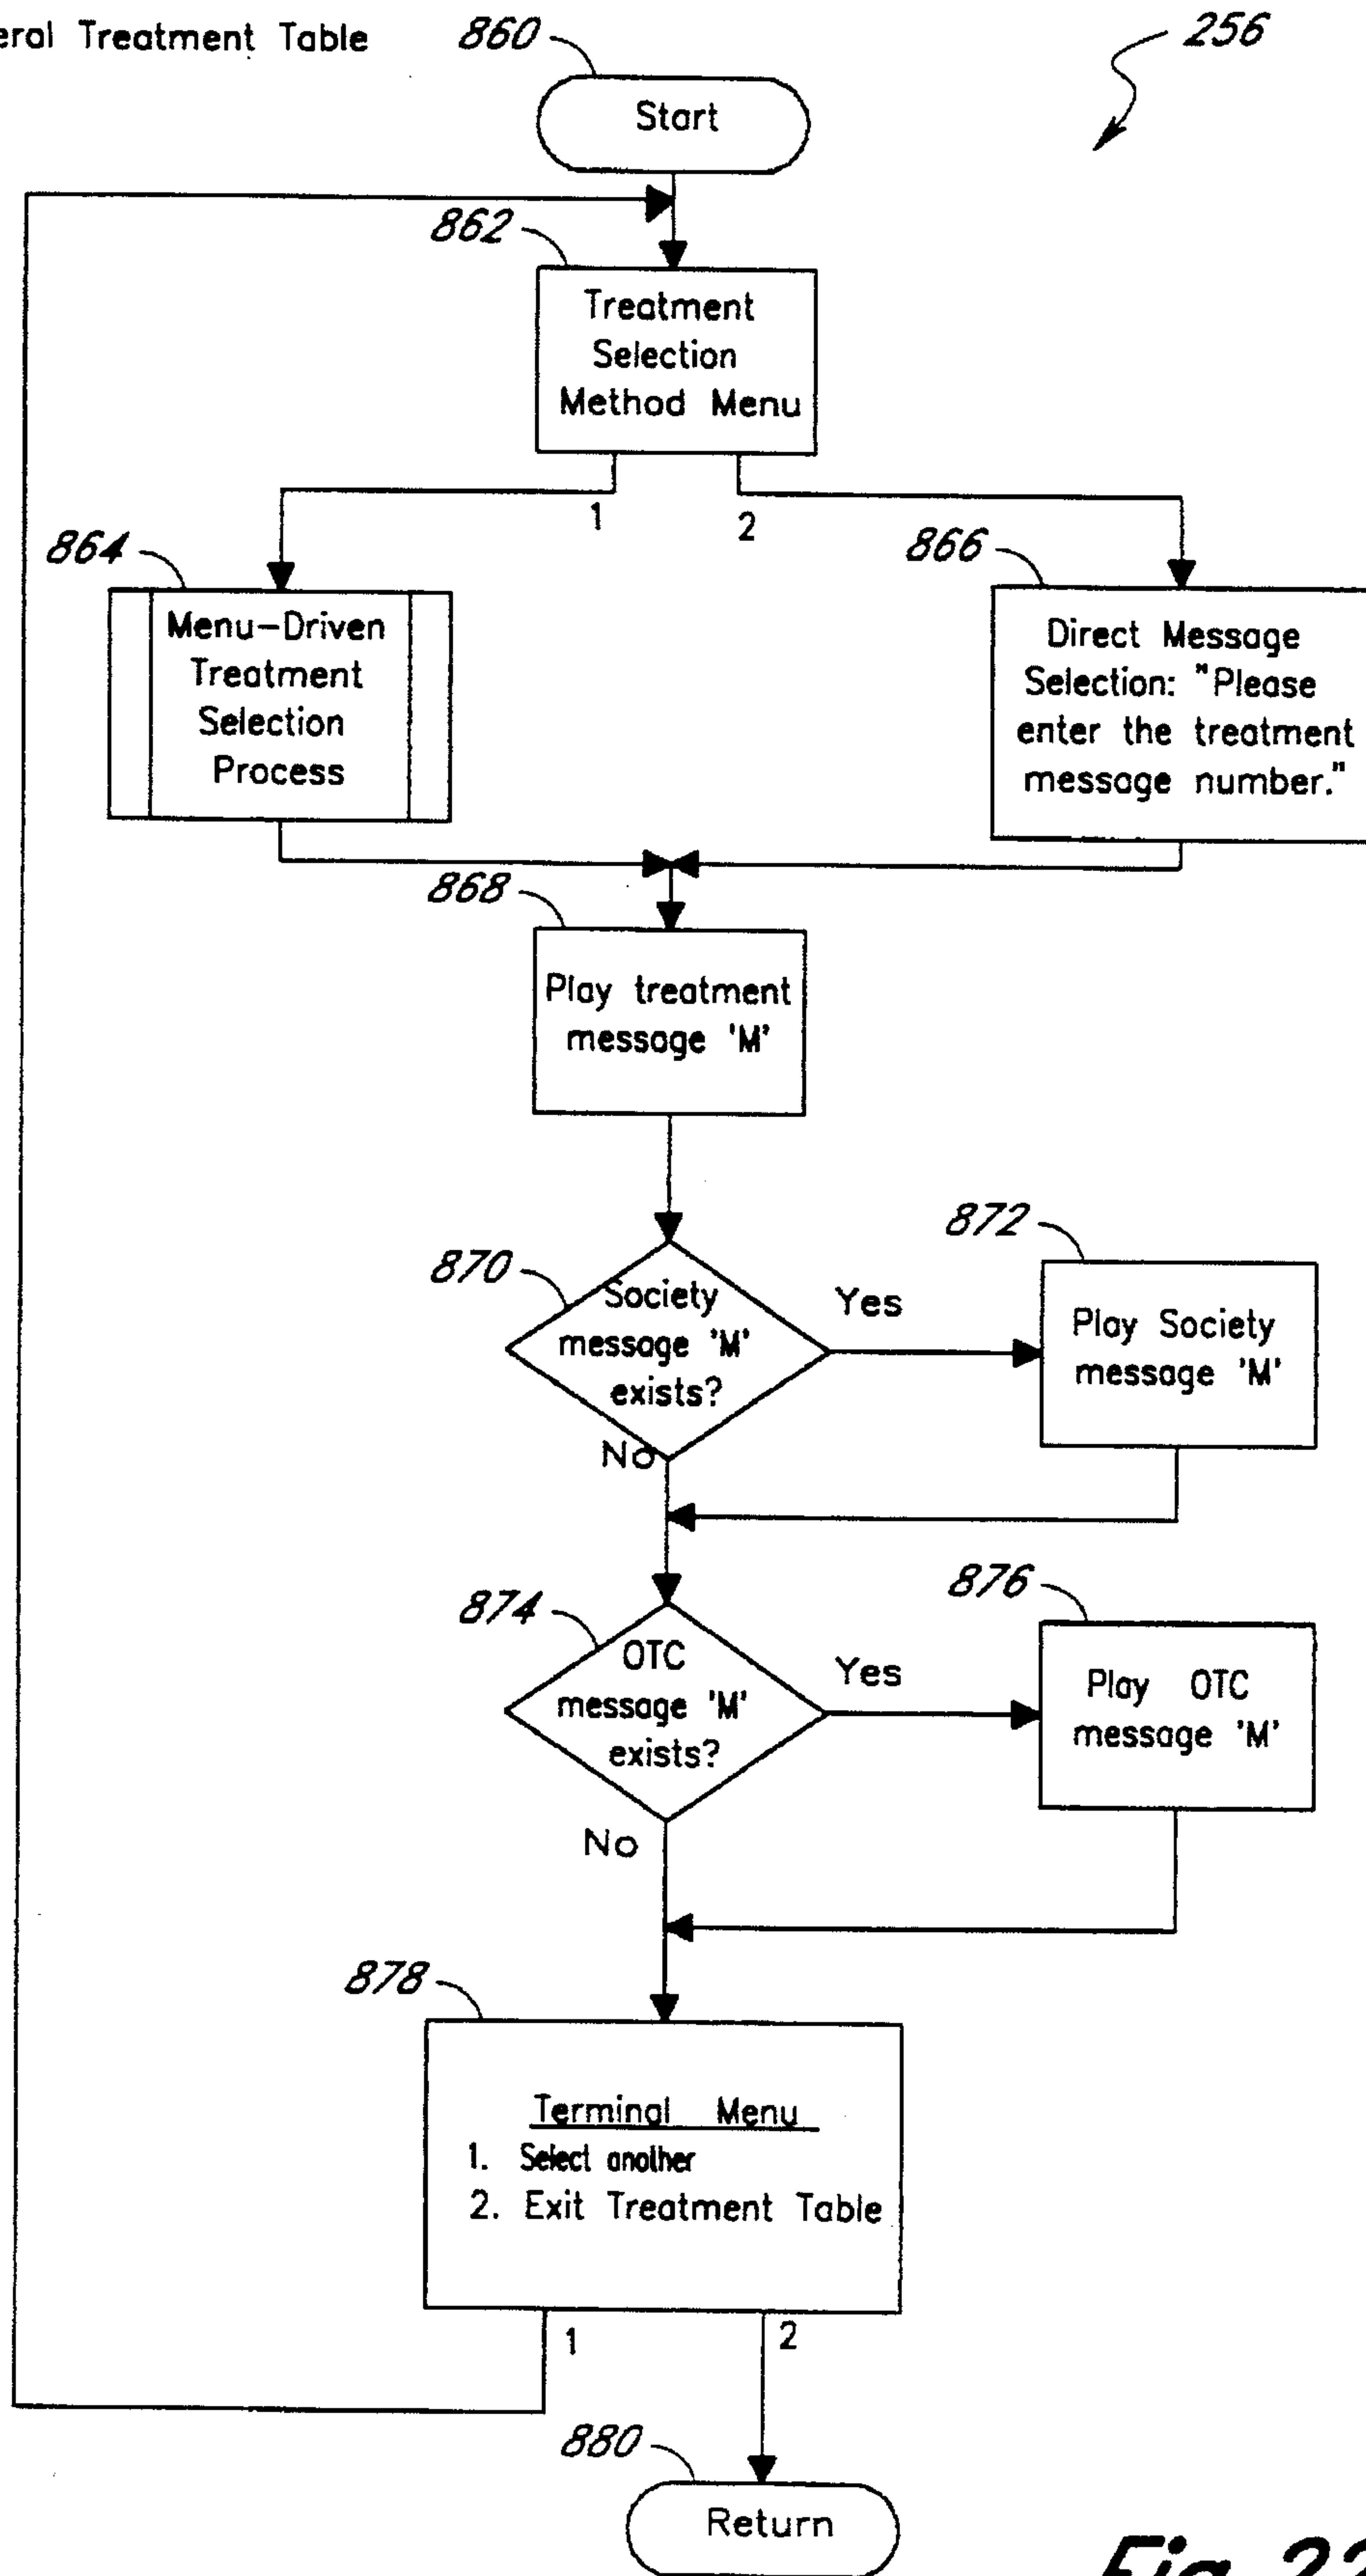 Treatment Table
860
256
Start
862
Treatment
Selection
Method Menu
1
2
864
866
Menu-Driven
Treatment
Selection
Process
Direct Message
Selection: "Please
enter the treatment
message number."
868
Play treatment
message 'M'
870
Society
message 'M'
exists?
Yes
872
Play Society
message 'M'
No
874
OTC
message 'M'
exists?
Yes
876
Play OTC
message 'M'
No
878
Terminal Menu
1. Select another
2. Exit Treatment Table
1
2
880
Return